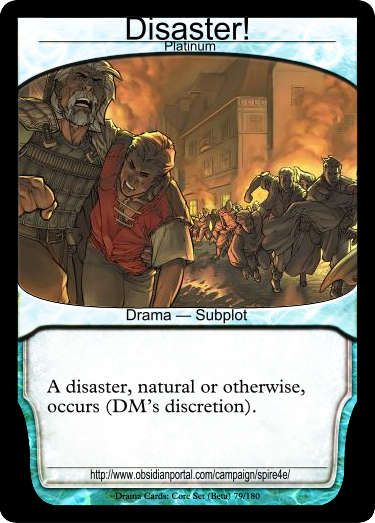 Disaster!
Platinum
Drama — Subplot
A disaster, natural or otherwise,
occurs (DM's discretion).
http://www.obsidianportal.com/campaign/spire4e/
Drama Cards: Core Set (Beta) 79/180